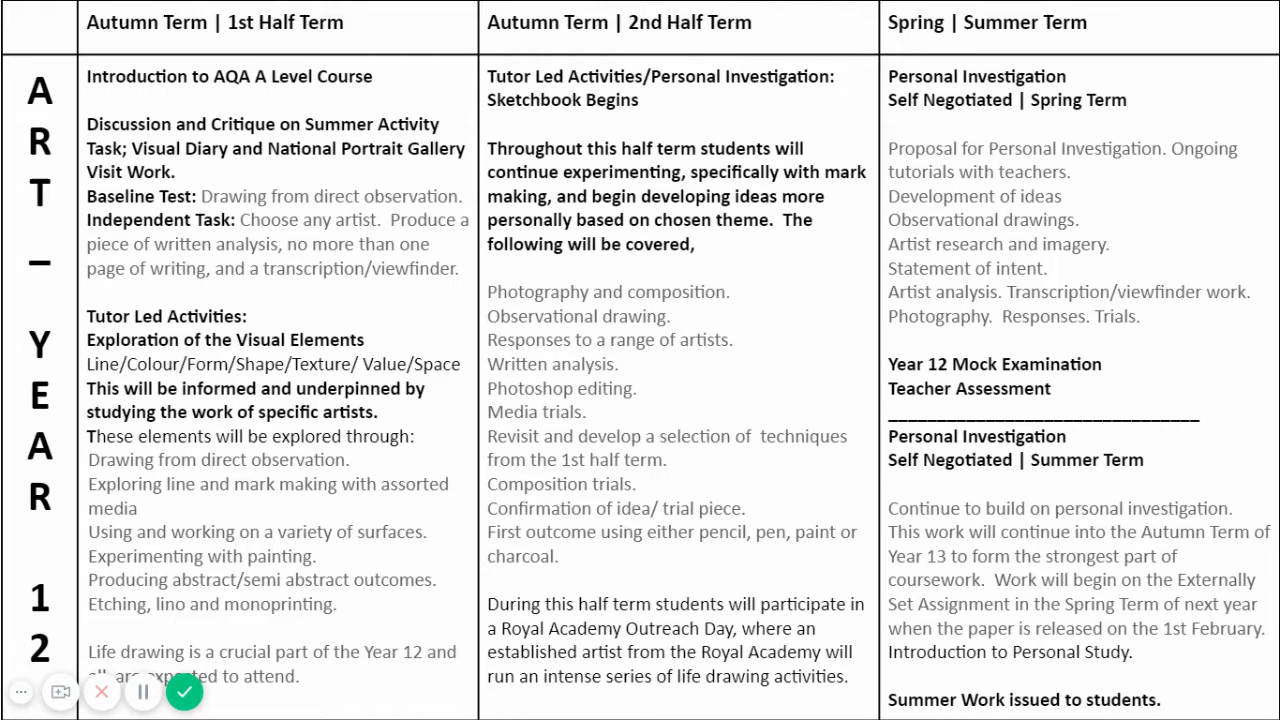 Autumn Term | 1st Half Term
Autumn Term | 2nd Half Term
Spring | Summer Term
A
R
T
–
Y
E
A
R
1
2
Introduction to AQA A Level Course
Discussion and Critique on Summer Activity
Task; Visual Diary and National Portrait Gallery
Visit Work.
Baseline Test: Drawing from direct observation.
Independent Task: Choose any artist. Produce a
piece of written analysis, no more than one
page of writing, and a transcription/viewfinder.
Tutor Led Activities:
Exploration of the Visual Elements
Line/Colour/Form/Shape/Texture/ Value/Space
This will be informed and underpinned by
studying the work of specific artists.
These elements will be explored through:
Drawing from direct observation.
Exploring line and mark making with assorted
media
Using and working on a variety of surfaces.
Experimenting with painting.
Producing abstract/semi abstract outcomes.
Etching, lino and monoprinting.
Life drawing is a crucial part of the Year 12 and
all are expected to attend.
Tutor Led Activities/Personal Investigation:
Sketchbook Begins
Throughout this half term students will
continue experimenting, specifically with mark
making, and begin developing ideas more
personally based on chosen theme. The
following will be covered,
Photography and composition.
Observational drawing.
Responses to a range of artists.
Written analysis.
Photoshop editing.
Media trials.
Revisit and develop a selection of techniques
from the 1st half term.
Composition trials.
Confirmation of idea/ trial piece.
First outcome using either pencil, pen, paint or
charcoal.
During this half term students will participate in
a Royal Academy Outreach Day, where an
established artist from the Royal Academy will
run an intense series of life drawing activities.
Personal Investigation
Self Negotiated | Spring Term
Proposal for Personal Investigation. Ongoing
tutorials with teachers.
Development of ideas
Observational drawings.
Artist research and imagery.
Statement of intent.
Artist analysis. Transcription/viewfinder work.
Photography. Responses. Trials.
Year 12 Mock Examination
Teacher Assessment
Personal Investigation
Self Negotiated | Summer Term
Continue to build on personal investigation.
This work will continue into the Autumn Term of
Year 13 to form the strongest part of
coursework. Work will begin on the Externally
Set Assignment in the Spring Term of next year
when the paper is released on the 1st February.
Introduction to Personal Study.
Summer Work issued to students.